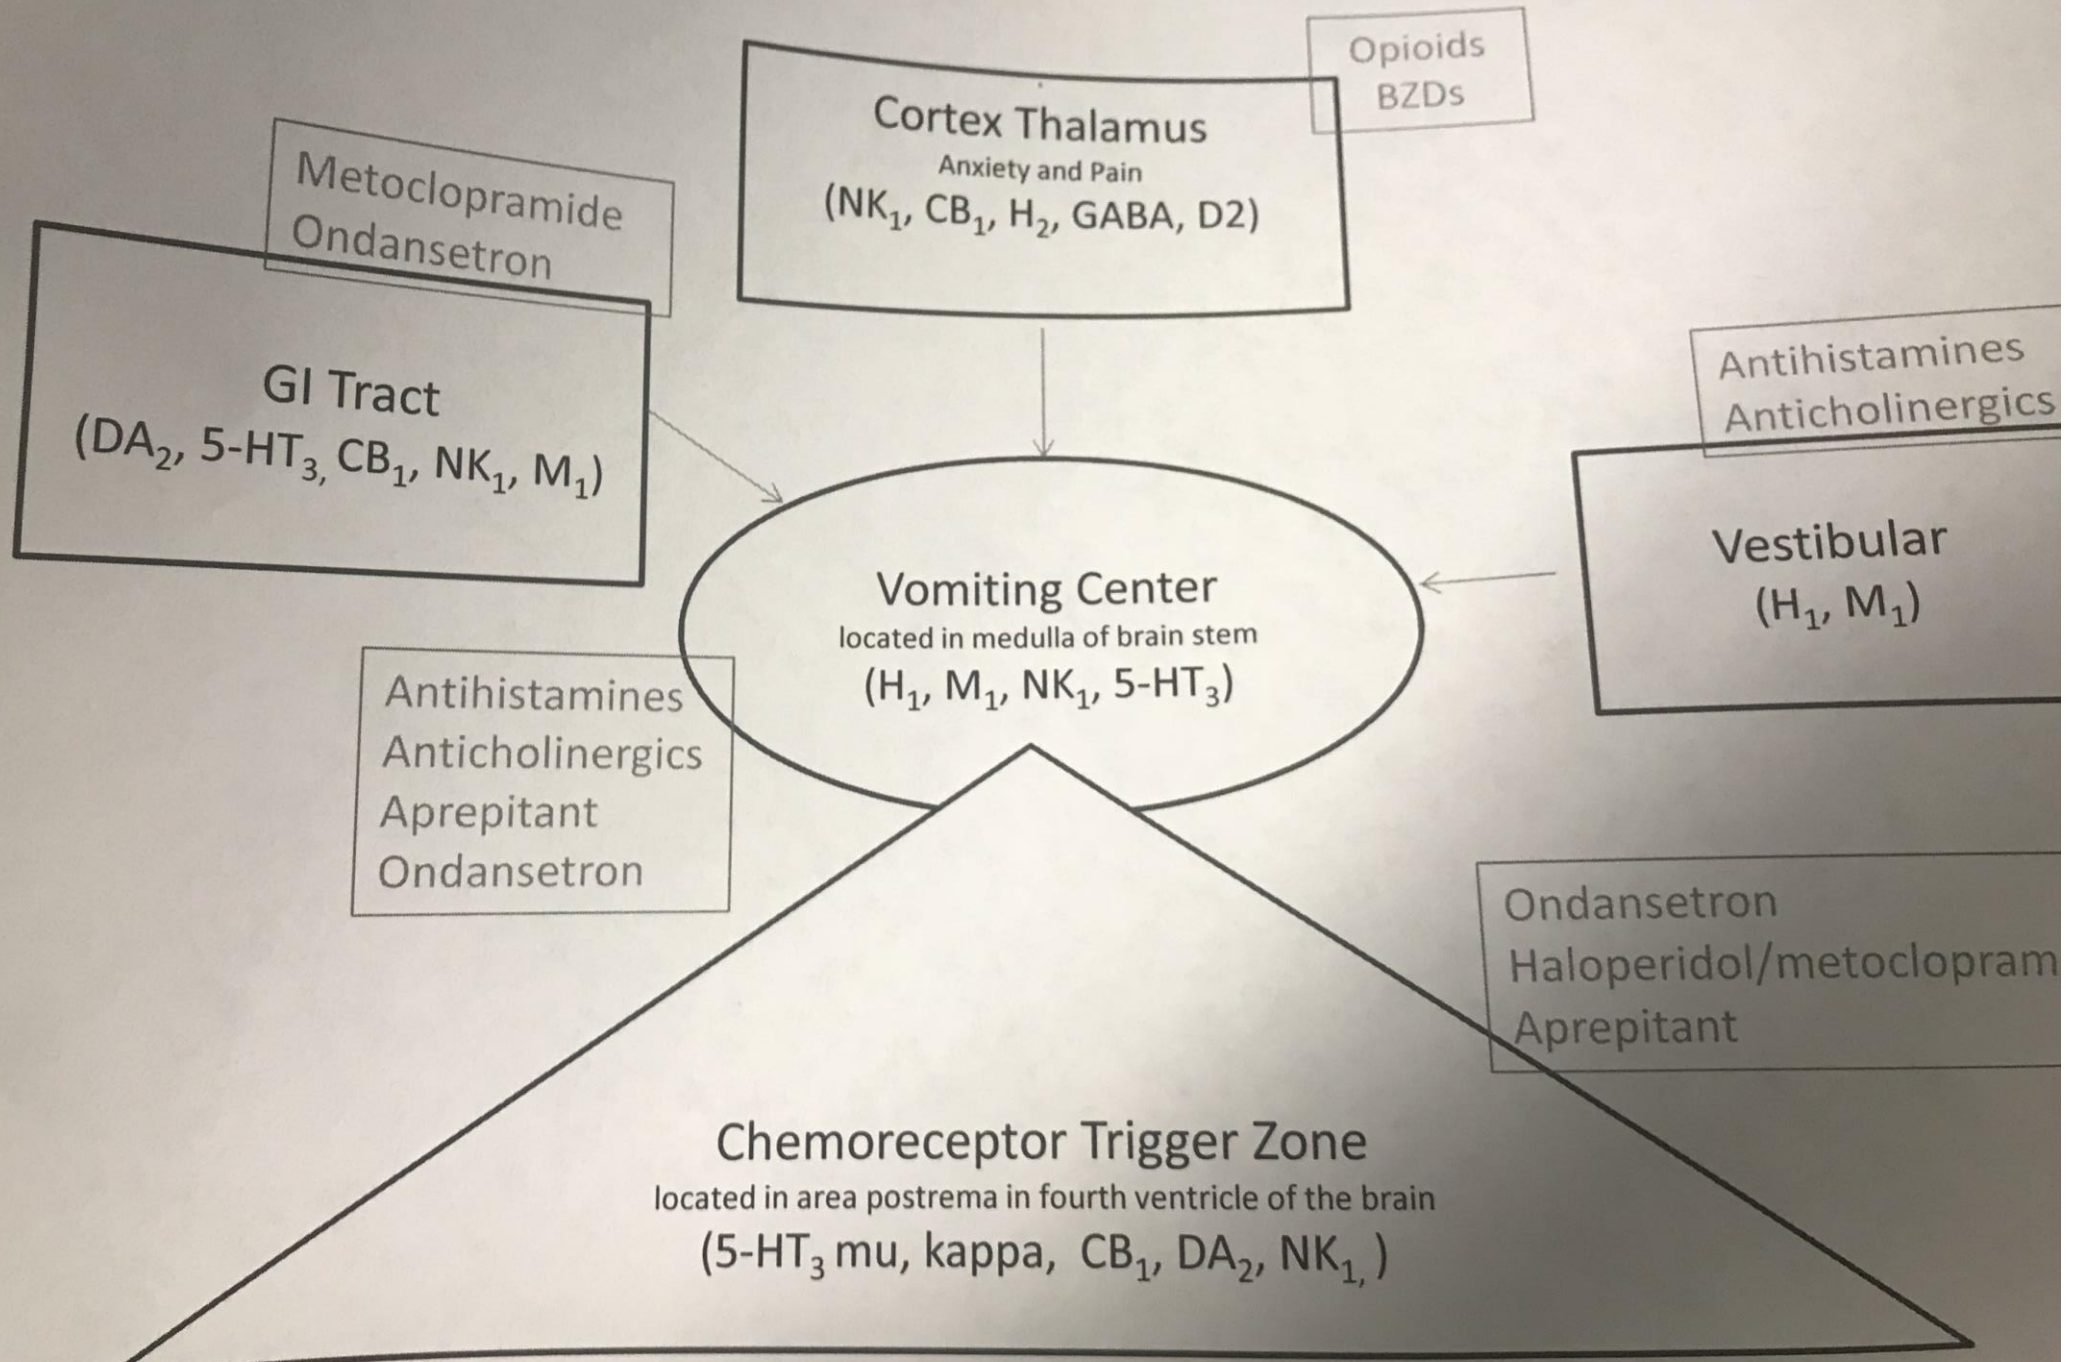 Opioids
BZDs
Cortex Thalamus
Anxiety and Pain
(NK₁, CB₁, H₂, GABA, D2)
Metoclopramide
Ondansetron
GI Tract
(DA₂, 5-HT₃, CB₁, NK₁, M₁)
Antihistamines
Anticholinergics
Vestibular
(H₁, M₁)
Vomiting Center
located in medulla of brain stem
(H₁, M₁, NK₁, 5-HT₃)
Antihistamines
Anticholinergics
Aprepitant
Ondansetron
Ondansetron
Haloperidol/metoclopram
Aprepitant
Chemoreceptor Trigger Zone
located in area postrema in fourth ventricle of the brain
(5-HT₃ mu, kappa, CB₁, DA₂, NK₁, )